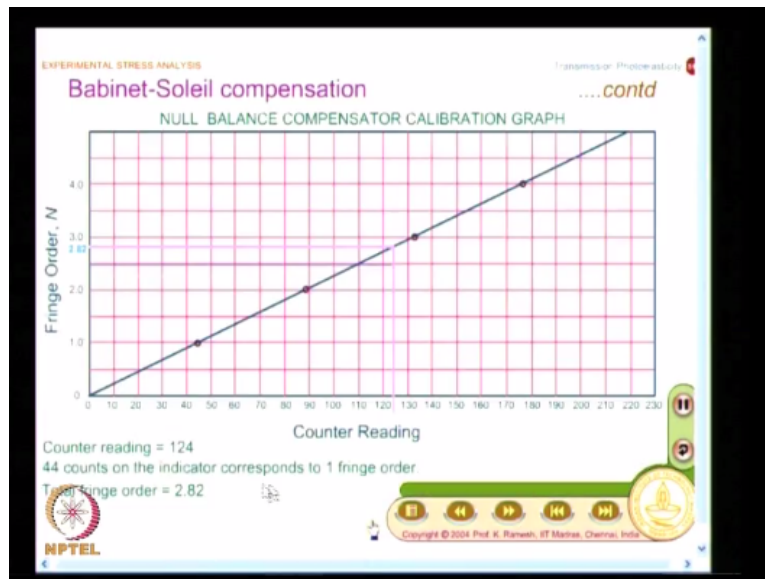 EXPERIMENTAL STRESS ANALYSIS
Transmission Photoelasticity
Babinet-Soleil compensation
....contd
NULL BALANCE COMPENSATOR CALIBRATION GRAPH
Fringe Order, N
4.0
3.0
2.82
2.0
1.0
0
0 10 20 30 40 50 60 70 80 90 100 110 120 130 140 150 160 170 180 190 200 210 220 230
Counter Reading
Counter reading = 124
44 counts on the indicator corresponds to 1 fringe order
Total fringe order = 2.82
NPTEL
Copyright © 2004 Prof. K. Ramesh, IIT Madras, Chennai, India